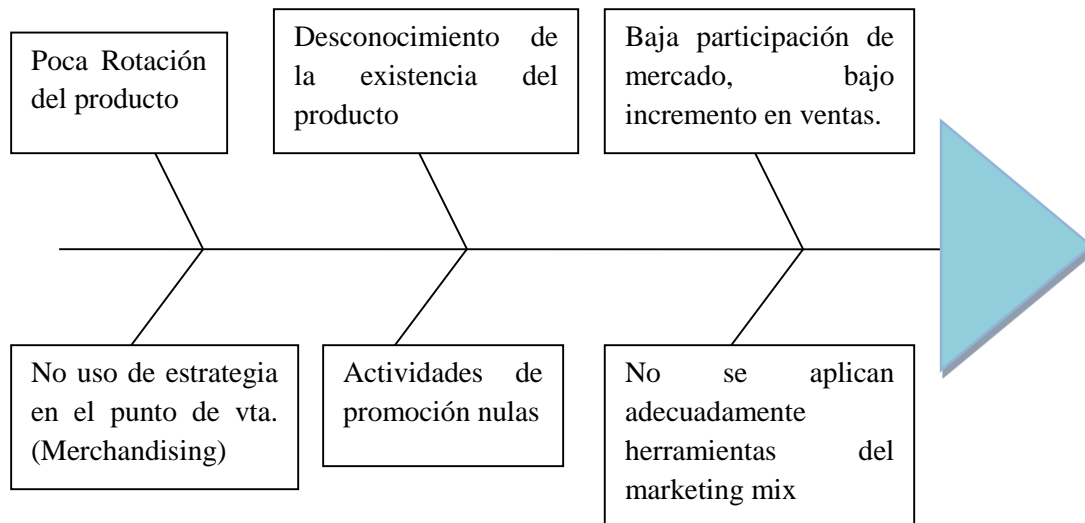 Poca Rotación
del producto
Desconocimiento de
la existencia del
producto
Baja participación de
mercado, bajo
incremento en ventas.
No uso de estrategia
en el punto de vta.
(Merchandising)
Actividades de
promoción nulas
No se aplican
adecuadamente
herramientas del
marketing mix